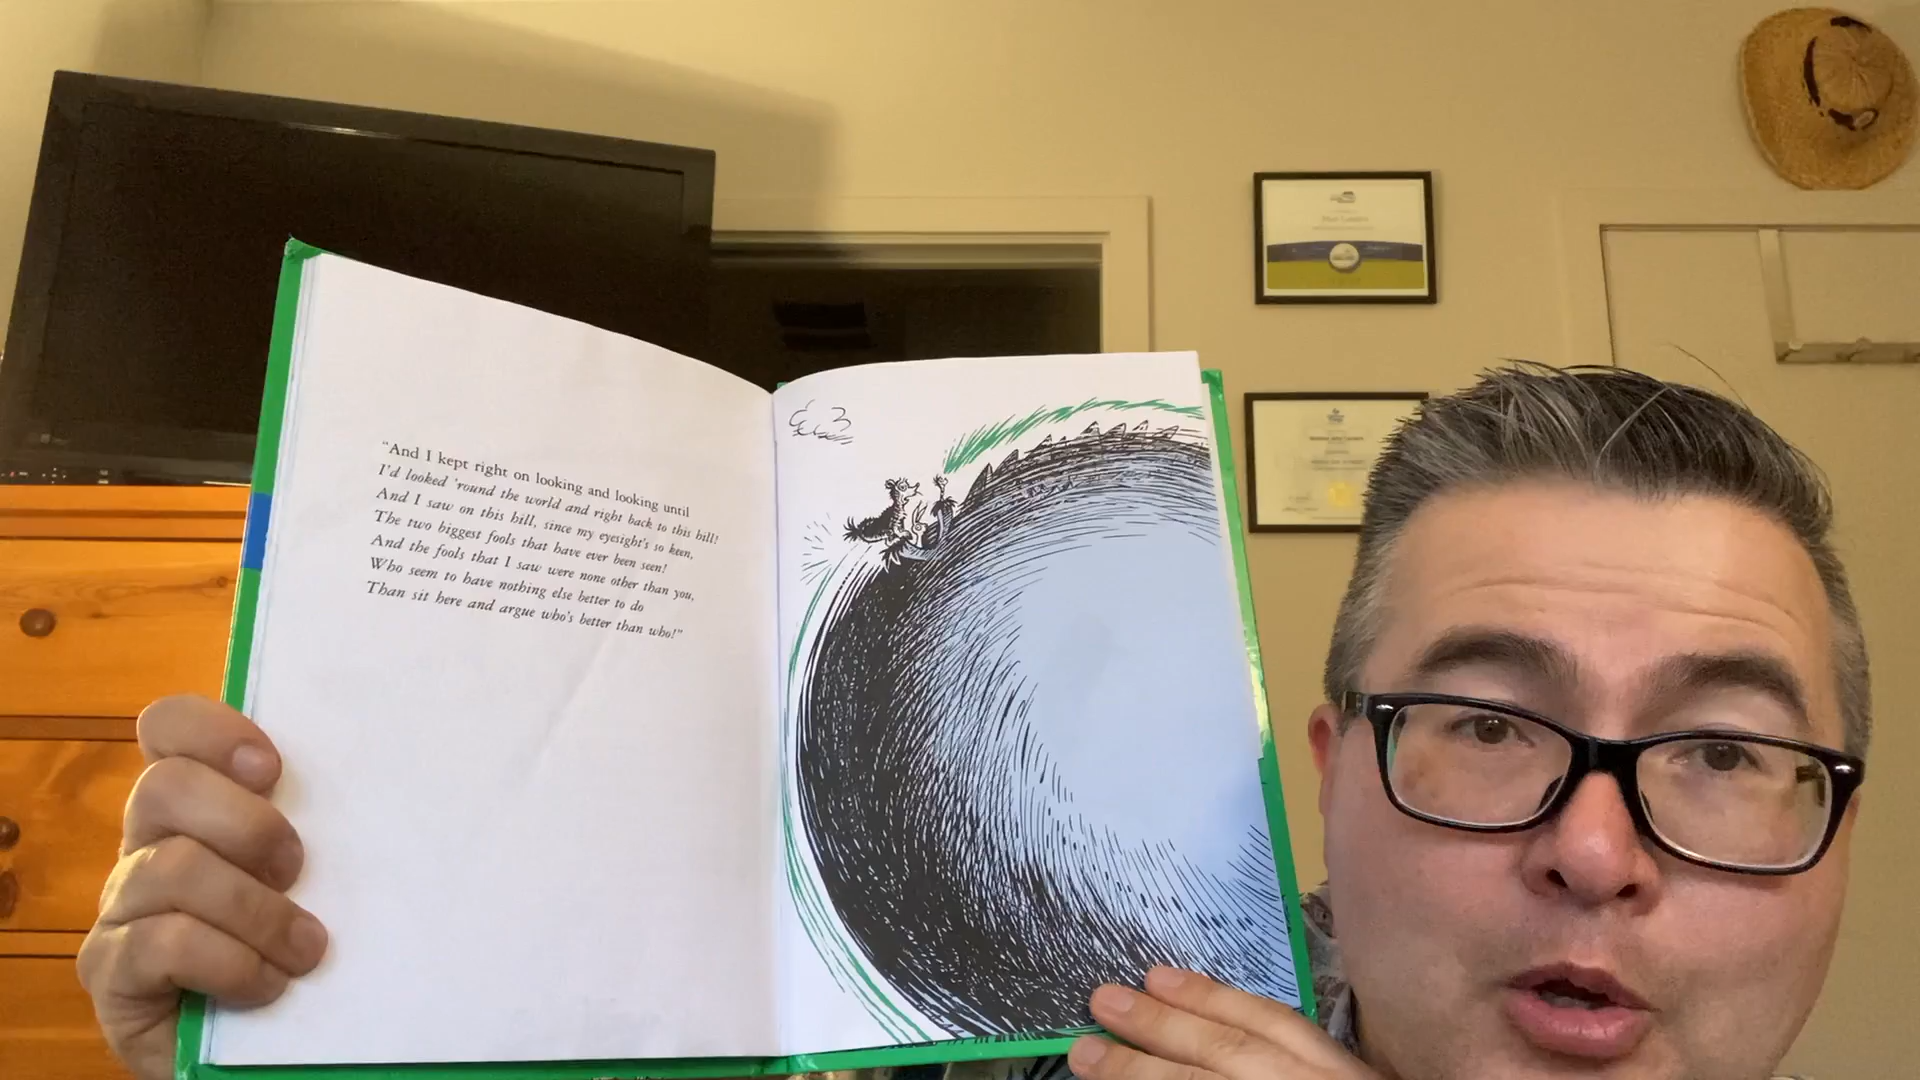 "And I kept right on looking and looking until
I'd looked 'round the world and right back to this hill!
And I saw on this hill, since my eyesight's so keen,
The two biggest fools that have ever been seen!
And the fools that I saw were none other than you,
Who seem to have nothing else better to do
Than sit here and argue who's better than who!"